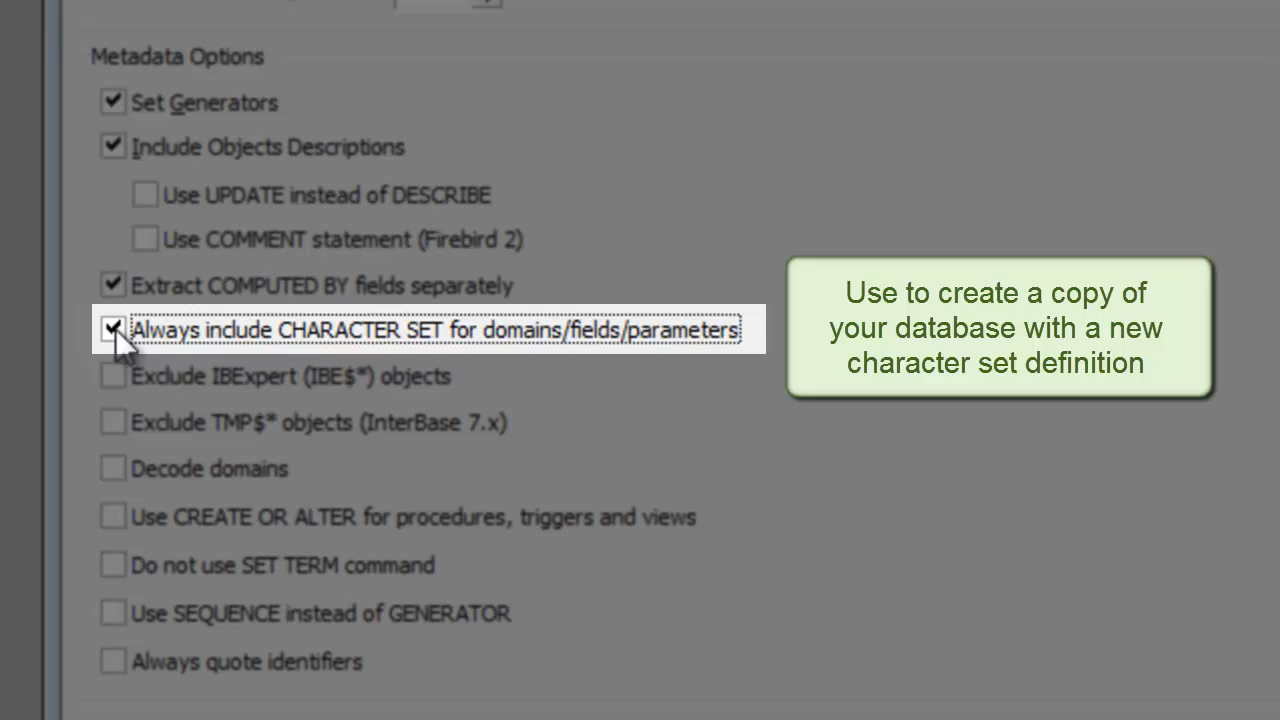 Metadata Options
Set Generators
Include Objects Descriptions
Use UPDATE instead of DESCRIBE
Use COMMENT statement (Firebird 2)
Extract COMPUTED BY fields separately
Always include CHARACTER SET for domains/fields/parameters
Exclude IBExpert (IBE$*) objects
Exclude TMP$* objects (InterBase 7.x)
Decode domains
Use CREATE OR ALTER for procedures, triggers and views
Do not use SET TERM command
Use SEQUENCE instead of GENERATOR
Always quote identifiers
Use to create a copy of
your database with a new
character set definition